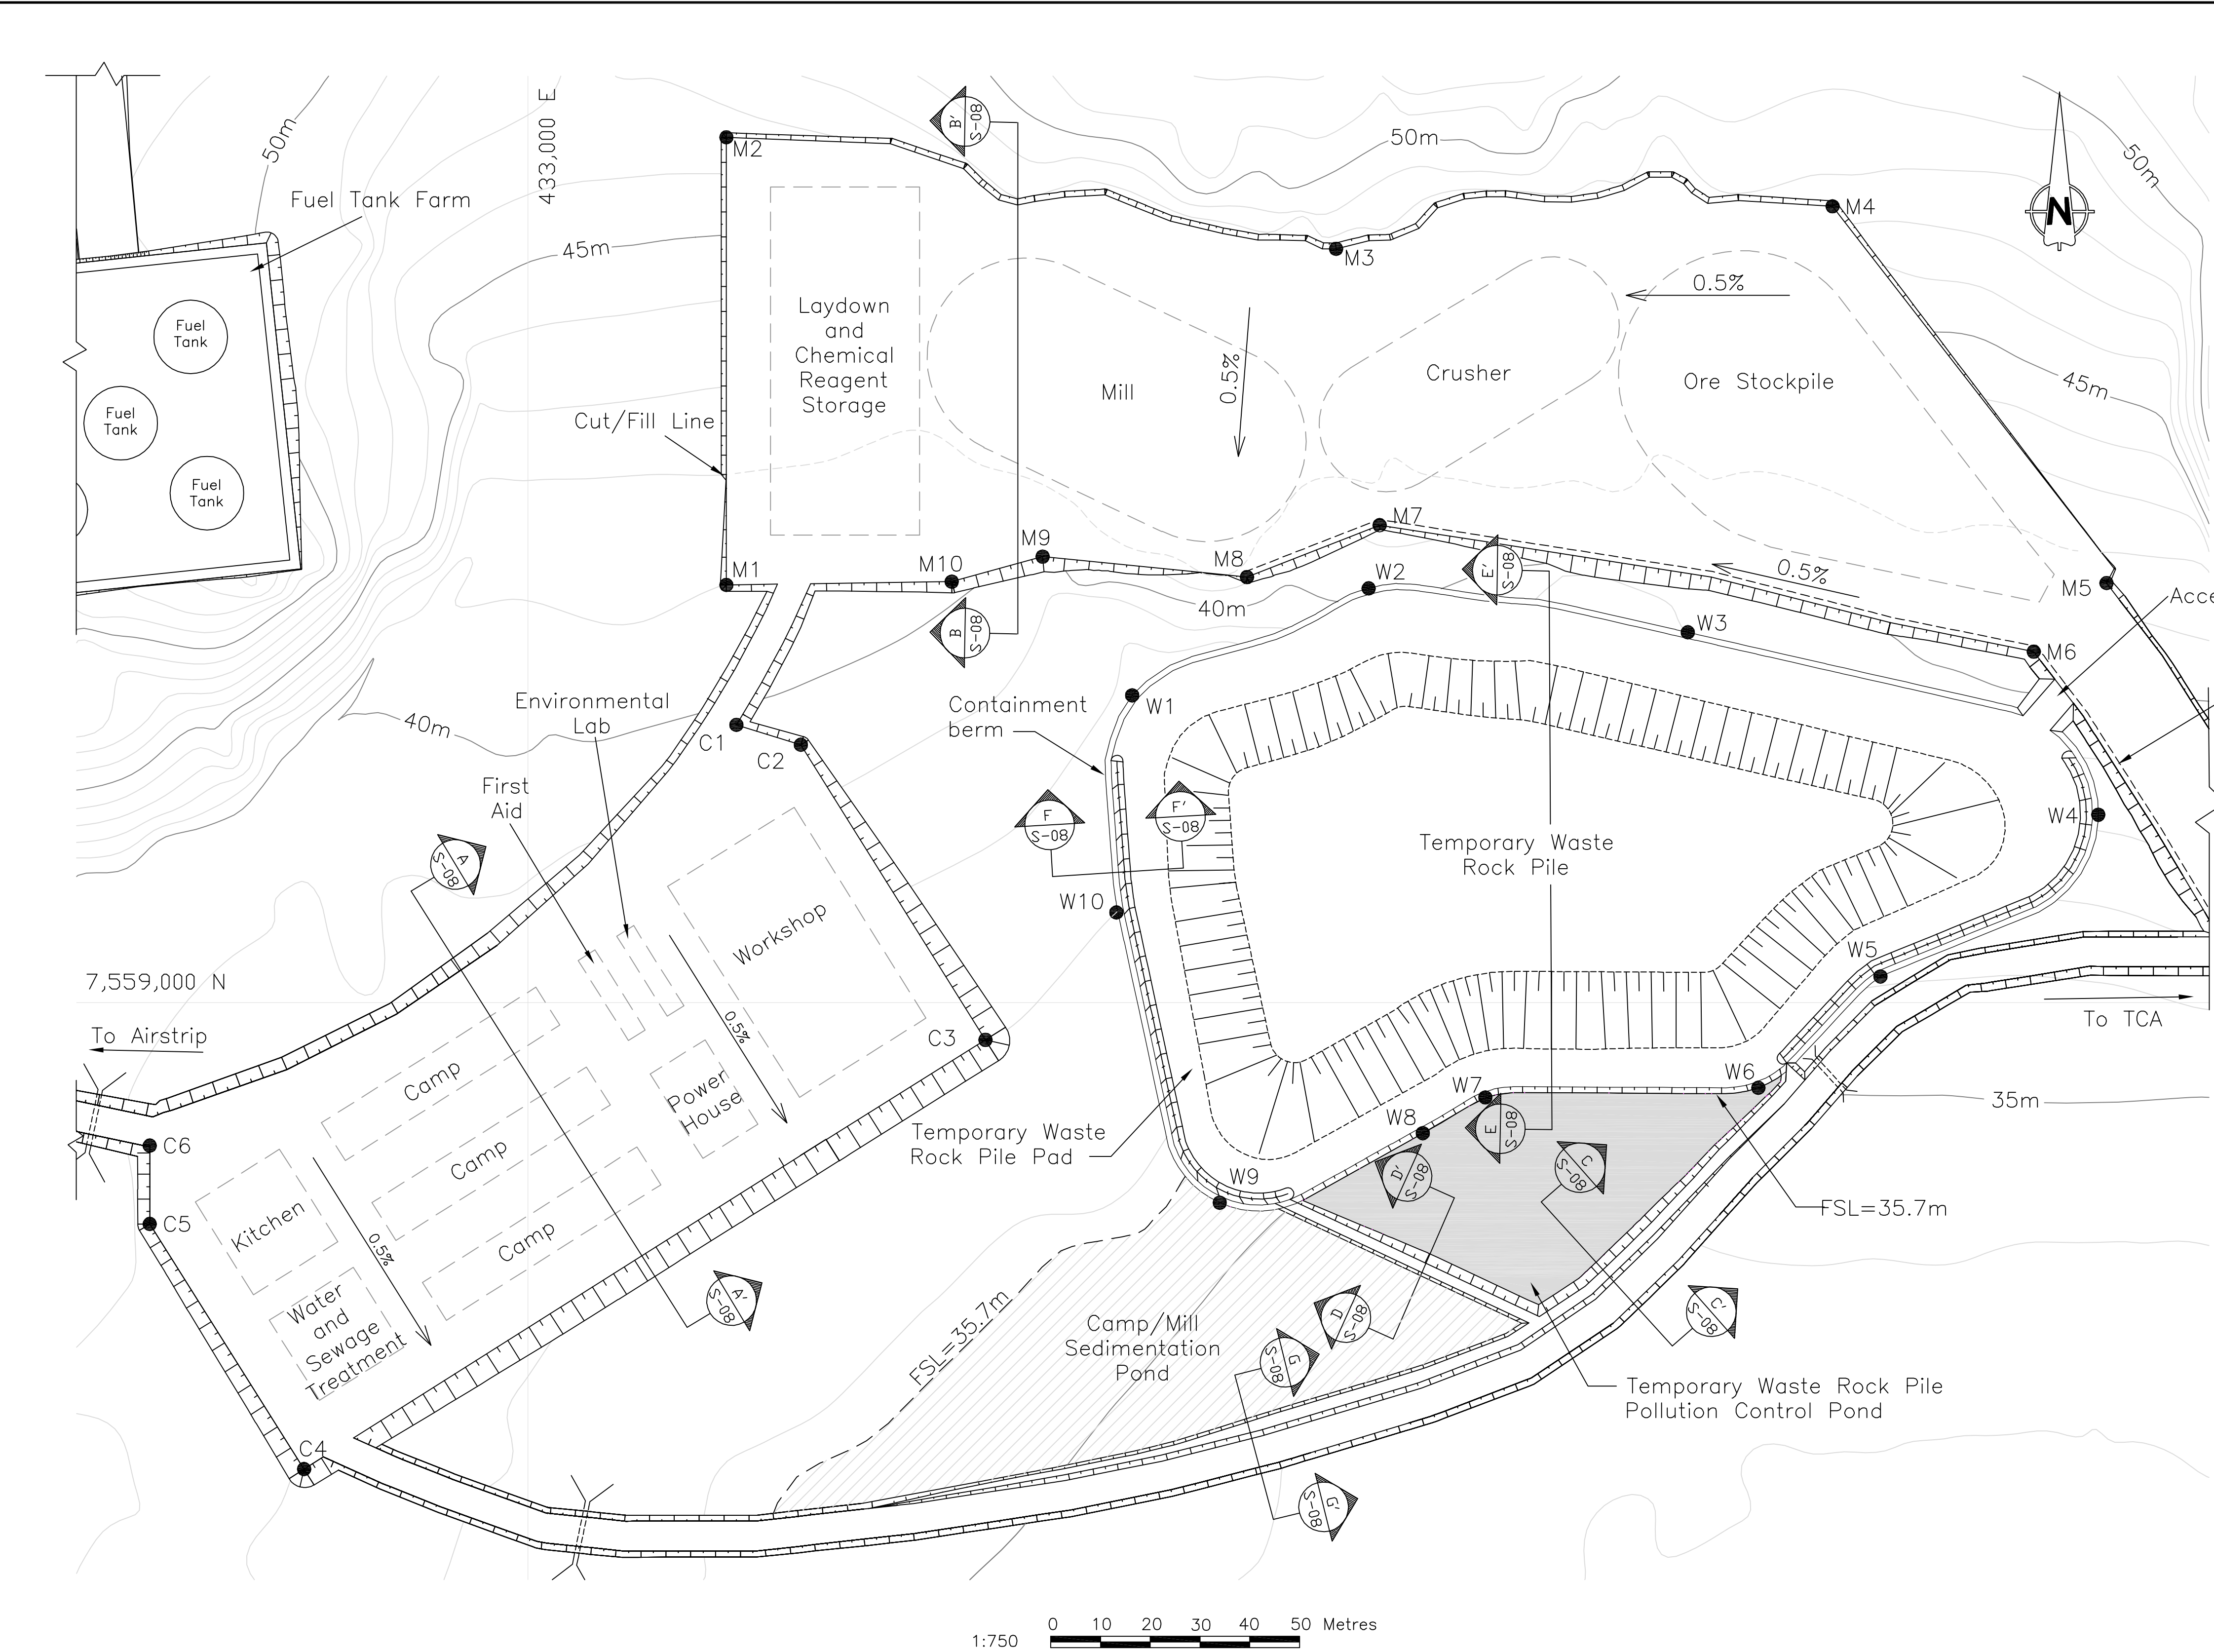 50m
433,000 E
M2
B'
S-08
50m
50m
N
M4
Fuel Tank Farm
45m
M3
0.5%
Fuel
Tank
Laydown
and
Chemical
Reagent
Storage
0.5%
Mill
Crusher
Ore Stockpile
45m
Fuel
Tank
Cut/Fill Line
Fuel
Tank
M7
M9
M8
M10
M1
E'
S-08
W2
0.5%
M5
Acce
40m
W3
B
S-08
M6
Environmental
Lab
Containment
berm
W1
40m
C1
C2
First
Aid
F
S-08
F'
S-08
W4
Temporary Waste
Rock Pile
A
S-08
W10
Workshop
W5
7,559,000 N
To Airstrip
0.5%
C3
To TCA
Camp
Power
House
W7
W6
35m
W8
E
S-08
Temporary Waste
Rock Pile Pad
C6
Camp
W9
D'
S-08
C
S-08
FSL=35.7m
C5
Kitchen
0.5%
Camp
A'
S-08
FSL=35.7m
Camp/Mill
Sedimentation
Pond
D
S-08
C'
S-08
Water
and
Sewage
Treatment
G
S-08
Temporary Waste Rock Pile
Pollution Control Pond
C4
G'
S-08
0 10 20 30 40 50 Metres
1:750